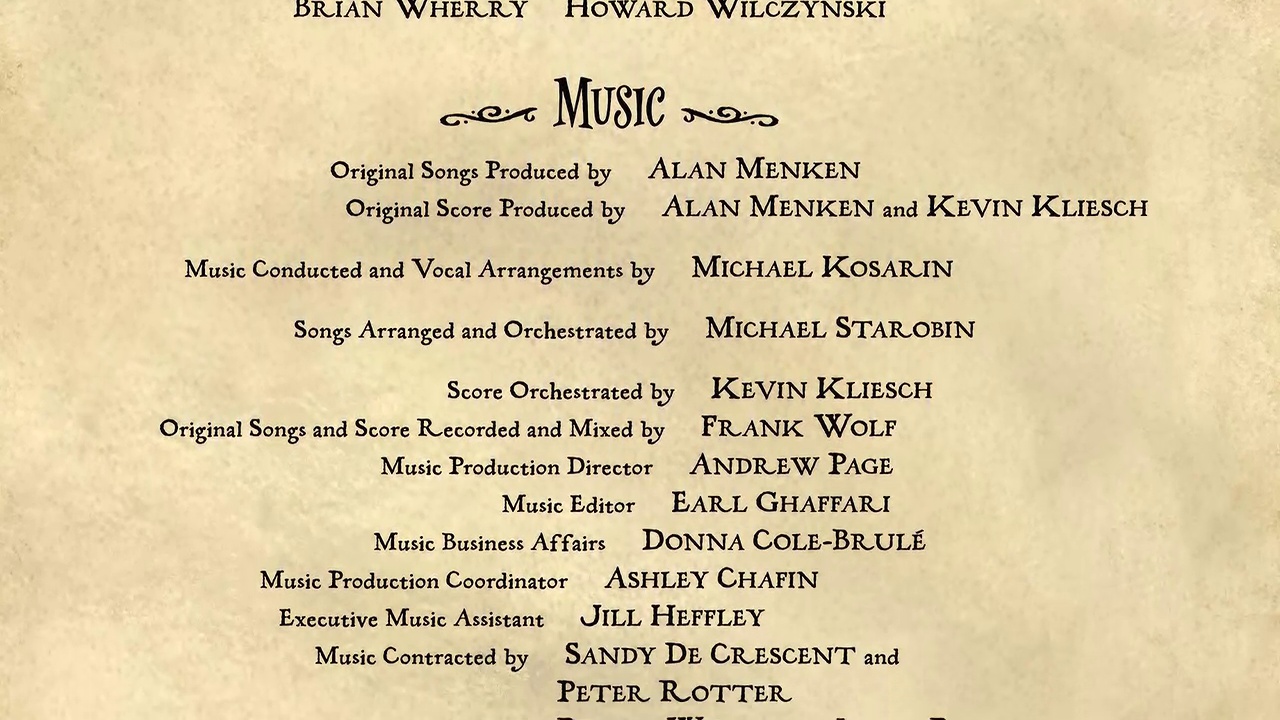 BRIAN WHERRY HOWARD WILCZYNSKI
MUSIC
Original Songs Produced by ALAN MENKEN
Original Score Produced by ALAN MENKEN and KEVIN KLIESCH
Music Conducted and Vocal Arrangements by MICHAEL KOSARIN
Songs Arranged and Orchestrated by MICHAEL STAROBIN
Score Orchestrated by KEVIN KLIESCH
Original Songs and Score Recorded and Mixed by FRANK WOLF
Music Production Director ANDREW PAGE
Music Editor EARL GHAFFARI
Music Business Affairs DONNA COLE-BRULÉ
Music Production Coordinator ASHLEY CHAFIN
Executive Music Assistant JILL HEFFLEY
Music Contracted by SANDY DE CRESCENT and
PETER ROTTER